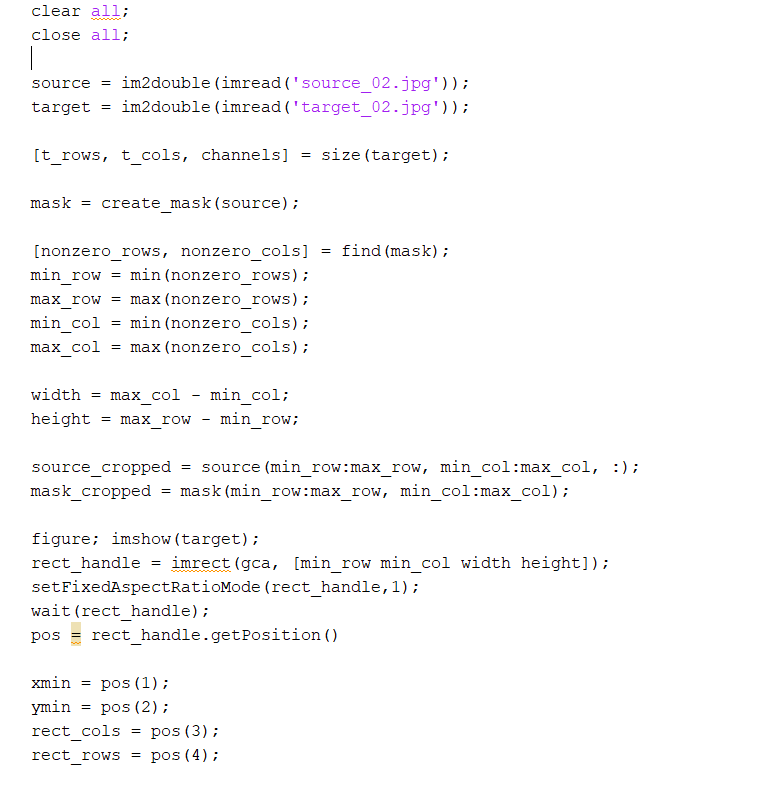 clear all;
close all;
source = im2double(imread('source_02.jpg'));
target = im2double(imread('target_02.jpg'));
[t_rows, t_cols, channels] = size(target);
mask = create_mask(source);
[nonzero_rows, nonzero_cols] = find(mask);
min_row = min(nonzero_rows);
max_row = max(nonzero_rows);
min_col = min(nonzero_cols);
max_col = max(nonzero_cols);
width = max_col - min_col;
height = max_row - min_row;
source_cropped = source(min_row:max_row, min_col:max_col, :);
mask_cropped = mask(min_row:max_row, min_col:max_col);
figure; imshow(target);
rect_handle = imrect(gca, [min_row min_col width height]);
setFixedAspectRatioMode(rect_handle,1);
wait(rect_handle);
pos = rect_handle.getPosition()
xmin = pos(1);
ymin = pos(2);
rect_cols = pos(3);
rect_rows = pos(4);